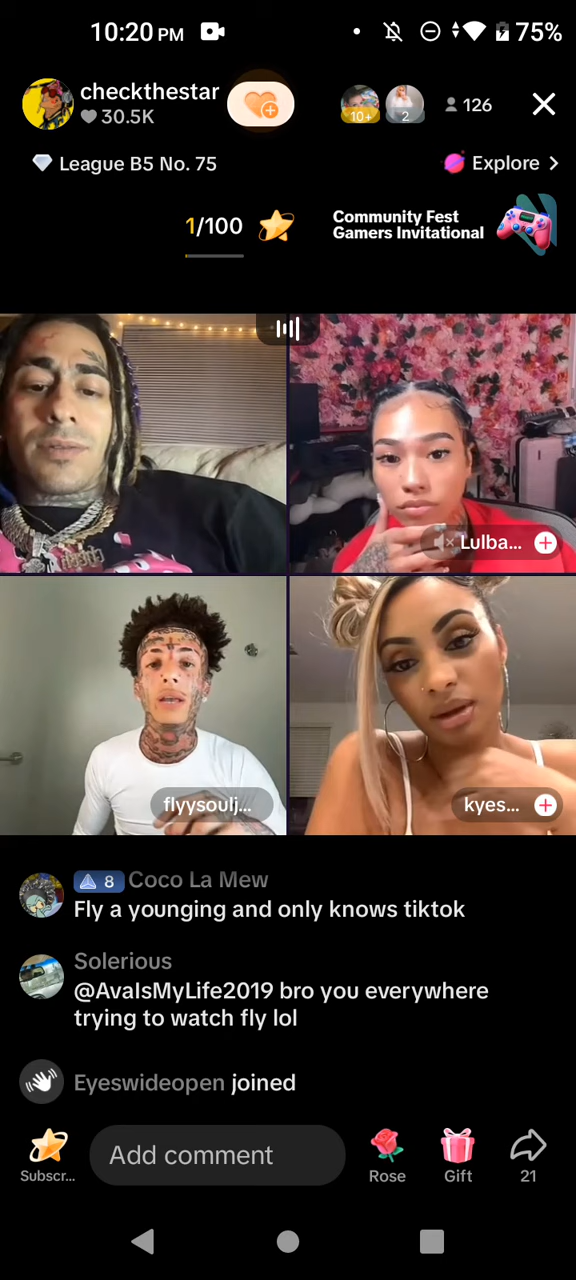 10:20 PM
75%
checkthestar
30.5K
10+
2
126
League B5 No. 75
Explore
1/100
Community Fest
Gamers Invitational
Lulba...
flyysoulj...
kyes...
8 Coco La Mew
Fly a younging and only knows tiktok
Solerious
@AvaIsMyLife2019 bro you everywhere
trying to watch fly lol
Eyeswideopen joined
Add comment
Subscr...
Rose
Gift
21